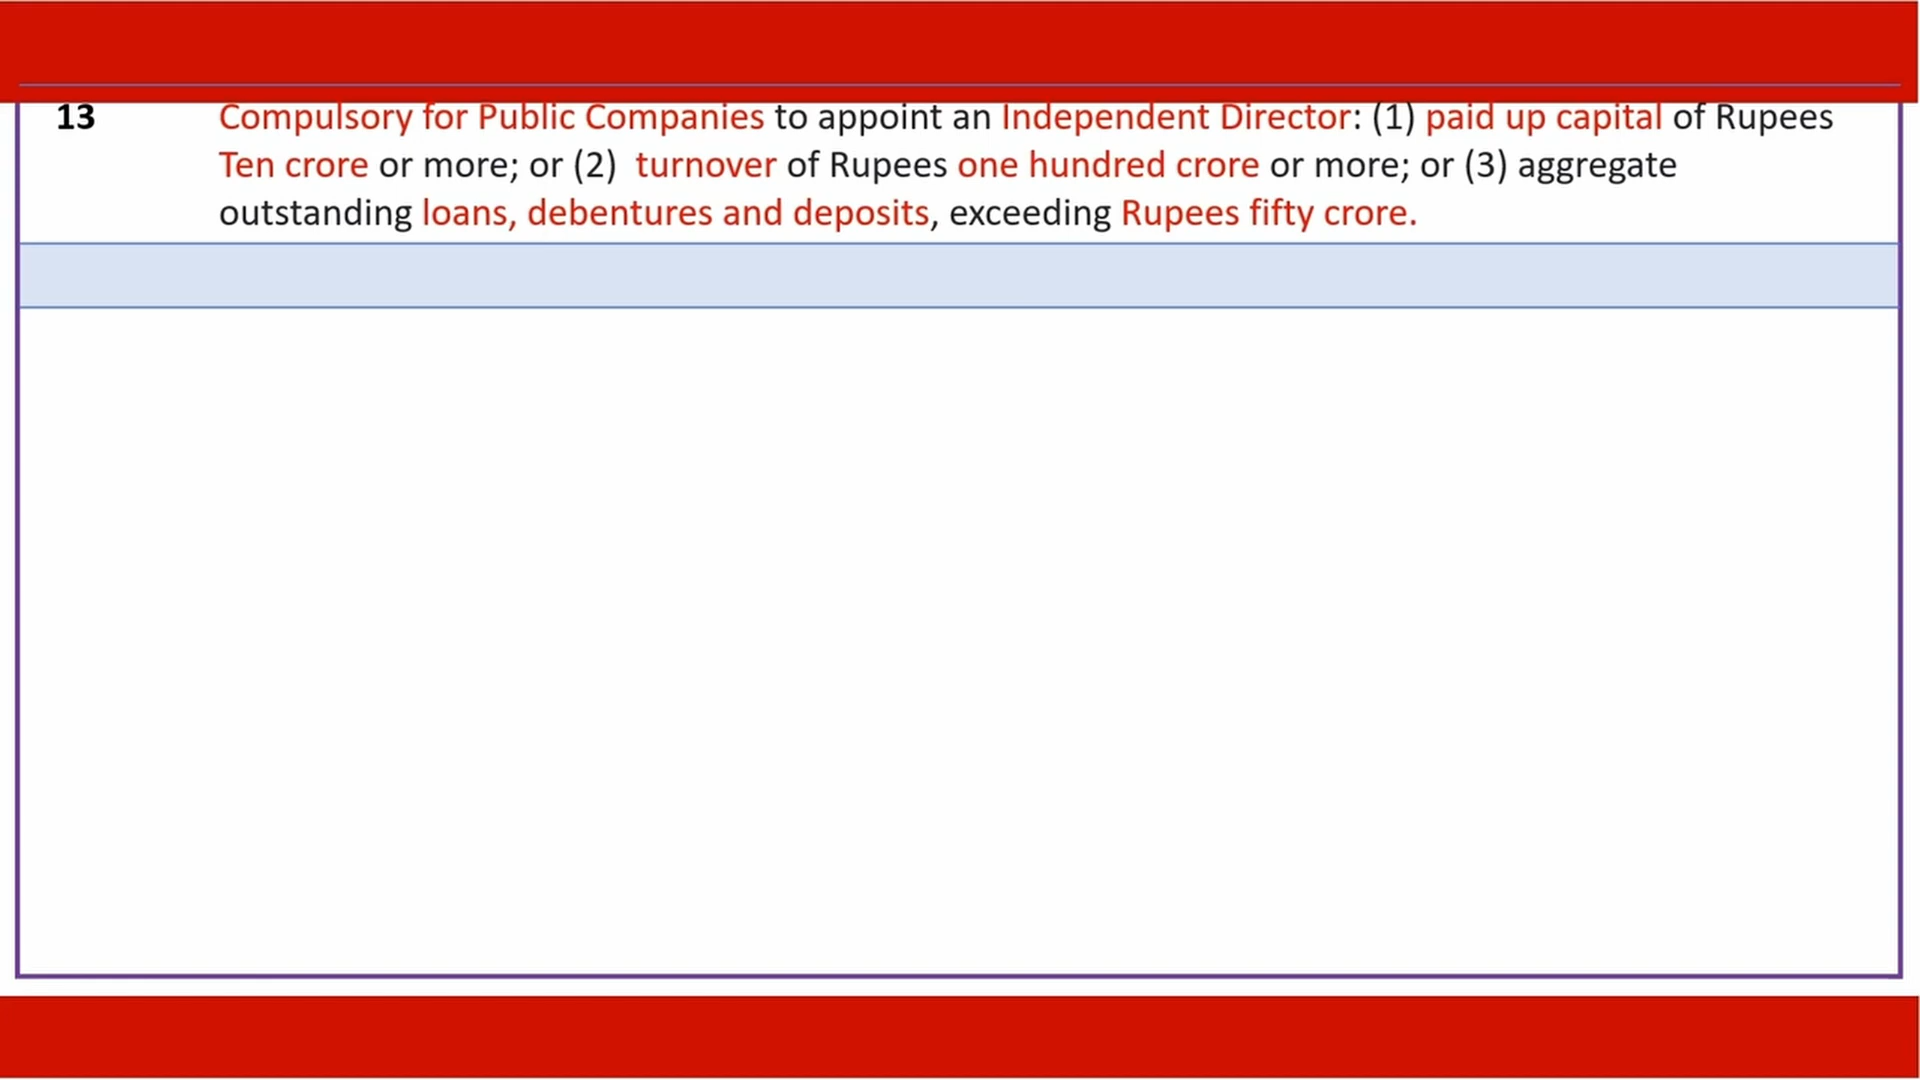 13 Compulsory for Public Companies to appoint an Independent Director: (1) paid up capital of Rupees
Ten crore or more; or (2) turnover of Rupees one hundred crore or more; or (3) aggregate
outstanding loans, debentures and deposits, exceeding Rupees fifty crore.